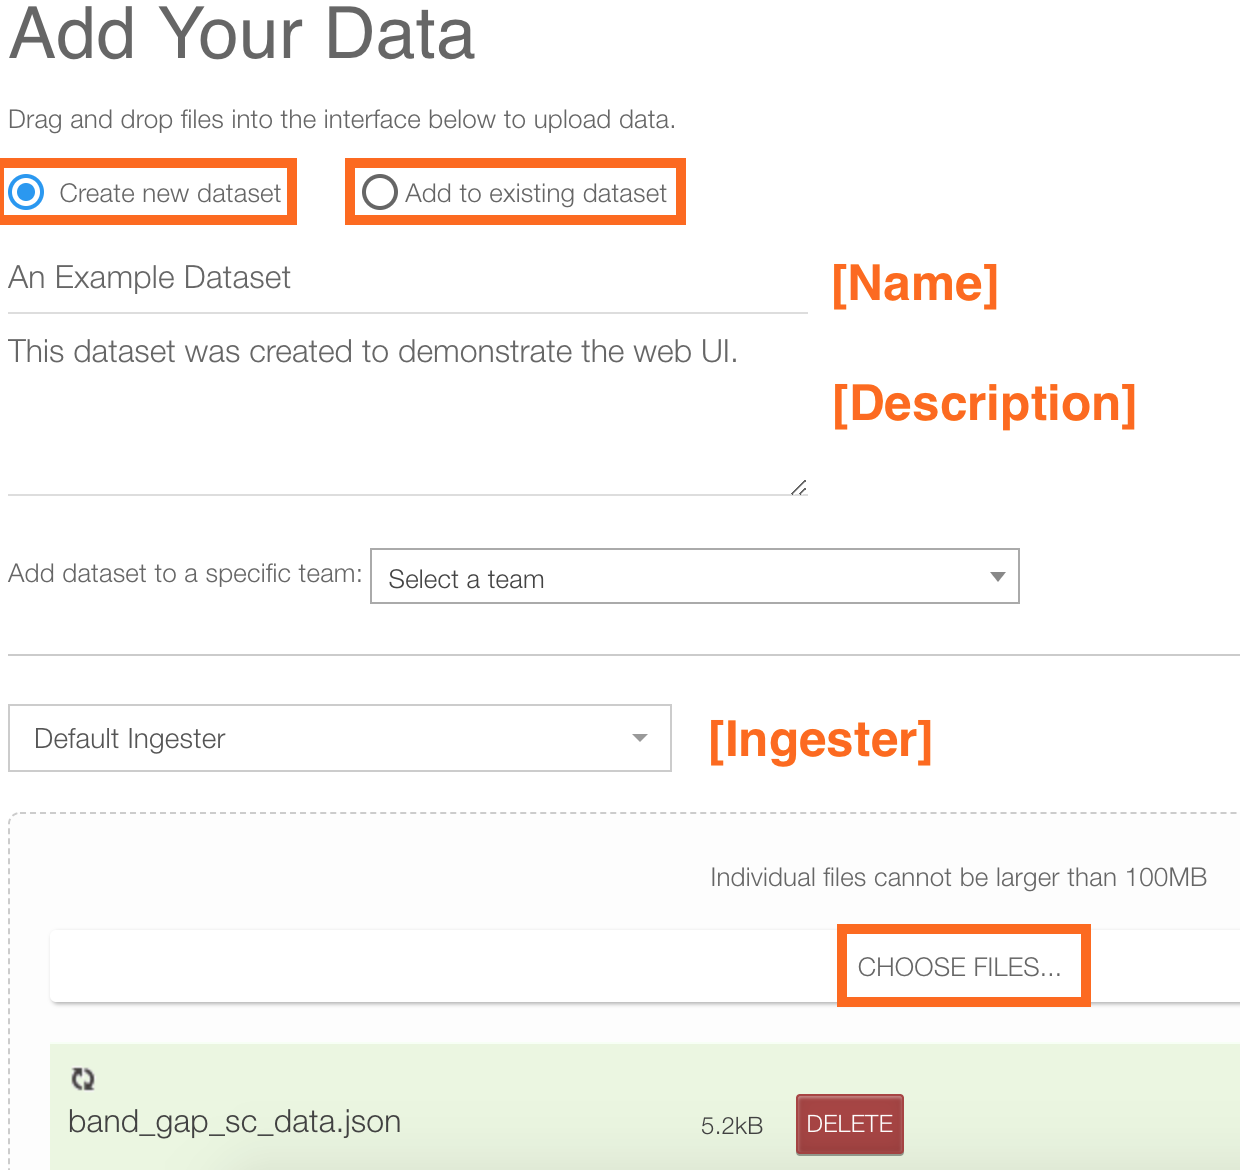 Add Your Data
Drag and drop files into the interface below to upload data.
Create new dataset Add to existing dataset
An Example Dataset [Name]
This dataset was created to demonstrate the web UI.
[Description]
Add dataset to a specific team: Select a team
Default Ingester [Ingester]
Individual files cannot be larger than 100MB
CHOOSE FILES...
band_gap_sc_data.json 5.2kB DELETE